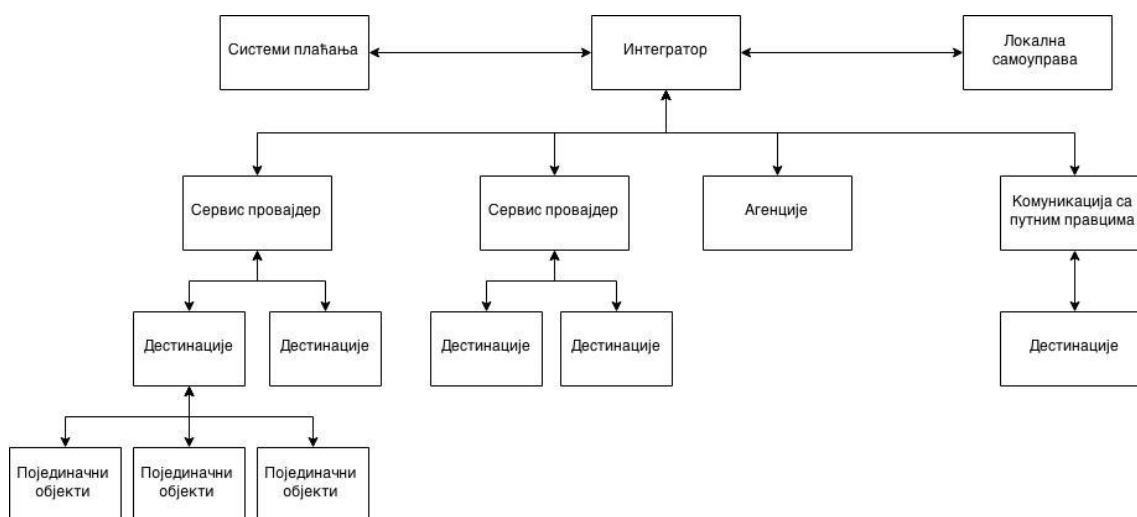 Системи плаћања
Интегратор
Локална
самоуправа
Сервис провајдер
Сервис провајдер
Агенције
Комуникација са
путним правцима
Дестинације
Дестинације
Дестинације
Дестинације
Дестинације
Појединачни
објекти
Појединачни
објекти
Појединачни
објекти